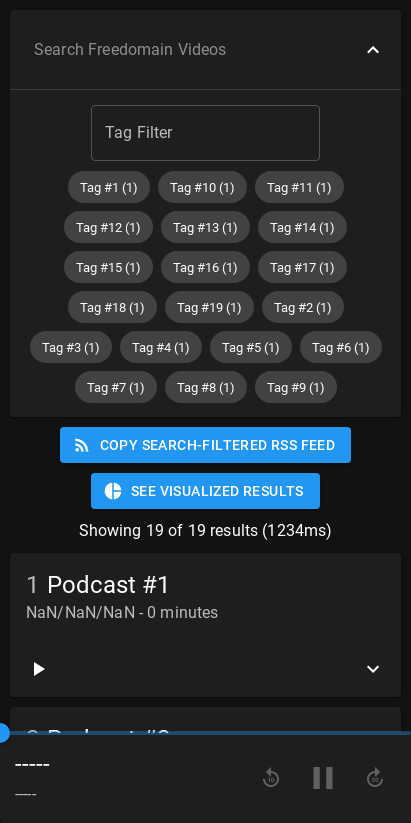 Search Freedomain Videos
Tag Filter
Tag #1 (1) Tag #10 (1) Tag #11 (1)
Tag #12 (1) Tag #13 (1) Tag #14 (1)
Tag #15 (1) Tag #16 (1) Tag #17 (1)
Tag #18 (1) Tag #19 (1) Tag #2 (1)
Tag #3 (1) Tag #4 (1) Tag #5 (1) Tag #6 (1)
Tag #7 (1) Tag #8 (1) Tag #9 (1)
COPY SEARCH-FILTERED RSS FEED
SEE VISUALIZED RESULTS
Showing 19 of 19 results (1234ms)
1 Podcast #1
NaN/NaN/NaN - 0 minutes
-----
-----
10
30